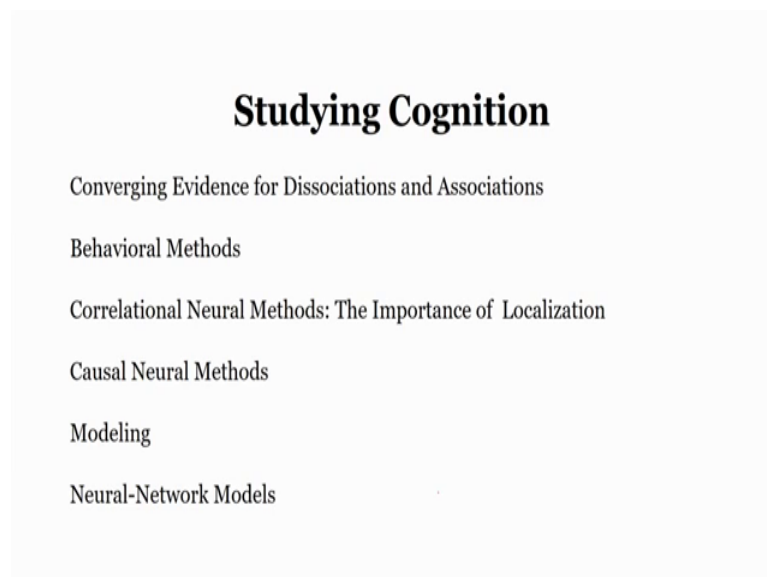 Studying Cognition
Converging Evidence for Dissociations and Associations
Behavioral Methods
Correlational Neural Methods: The Importance of Localization
Causal Neural Methods
Modeling
Neural-Network Models